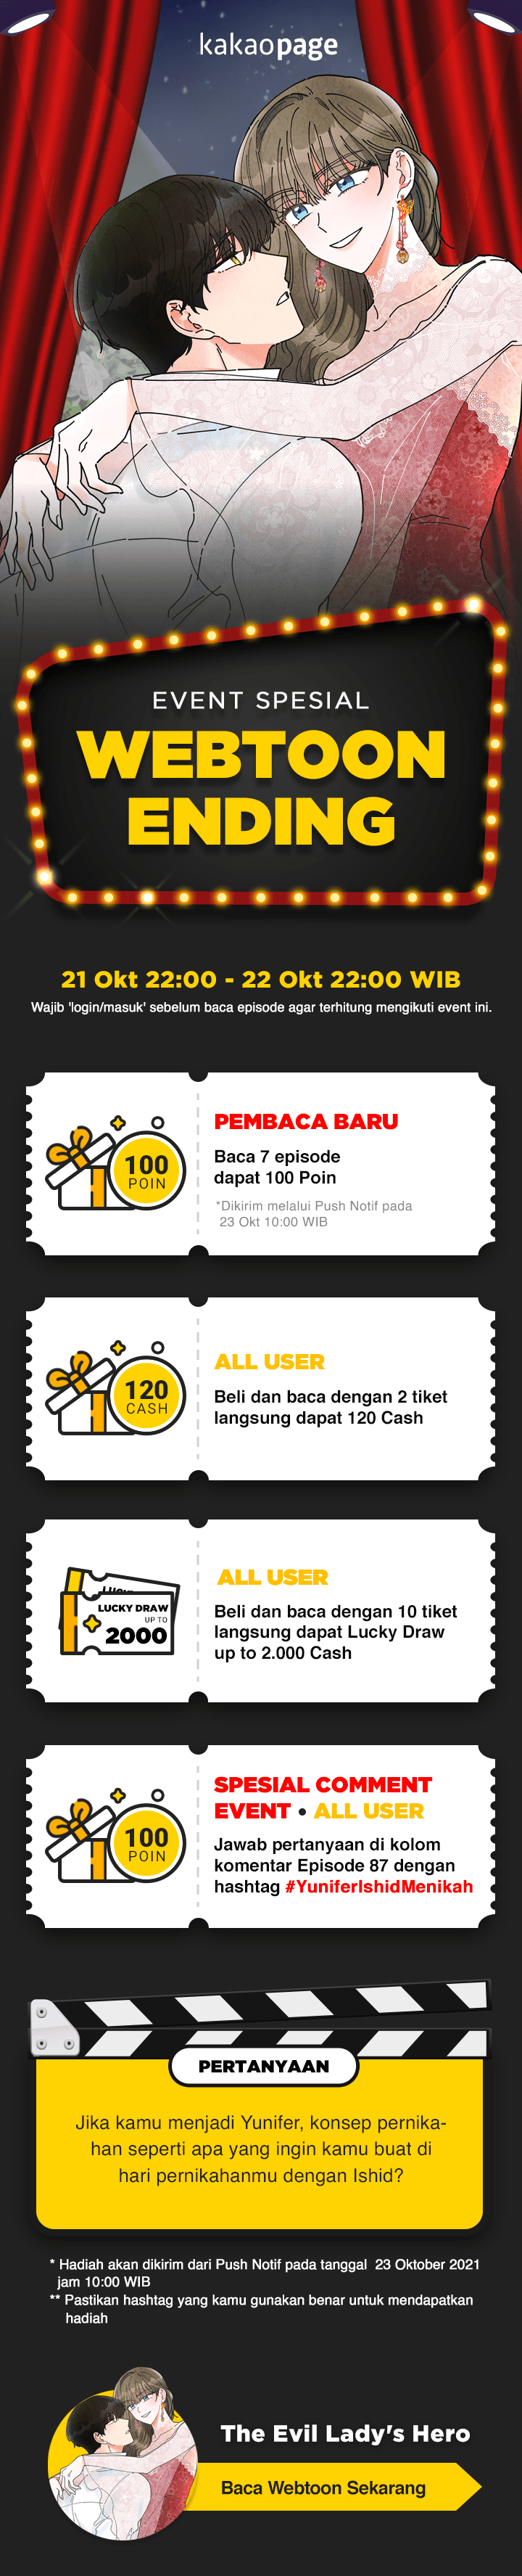 kakaopage
EVENT SPESIAL
WEBTOON
ENDING
21 Okt 22:00 - 22 Okt 22:00 WIB
Wajib 'login/masuk' sebelum baca episode agar terhitung mengikuti event ini.
100
POIN
PEMBACA BARU
Baca 7 episode
dapat 100 Poin
*Dikirim melalui Push Notif pada
23 Okt 10:00 WIB
120
CASH
ALL USER
Beli dan baca dengan 2 tiket
langsung dapat 120 Cash
LUCKY DRAW
UP TO
2000
ALL USER
Beli dan baca dengan 10 tiket
langsung dapat Lucky Draw
up to 2.000 Cash
100
POIN
SPESIAL COMMENT
EVENT • ALL USER
Jawab pertanyaan di kolom
komentar Episode 87 dengan
hashtag #YuniferIshidMenikah
PERTANYAAN
Jika kamu menjadi Yunifer, konsep pernika-
han seperti apa yang ingin kamu buat di
hari pernikahanmu dengan Ishid?
* Hadiah akan dikirim dari Push Notif pada tanggal 23 Oktober 2021
jam 10:00 WIB
** Pastikan hashtag yang kamu gunakan benar untuk mendapatkan
hadiah
The Evil Lady's Hero
Baca Webtoon Sekarang